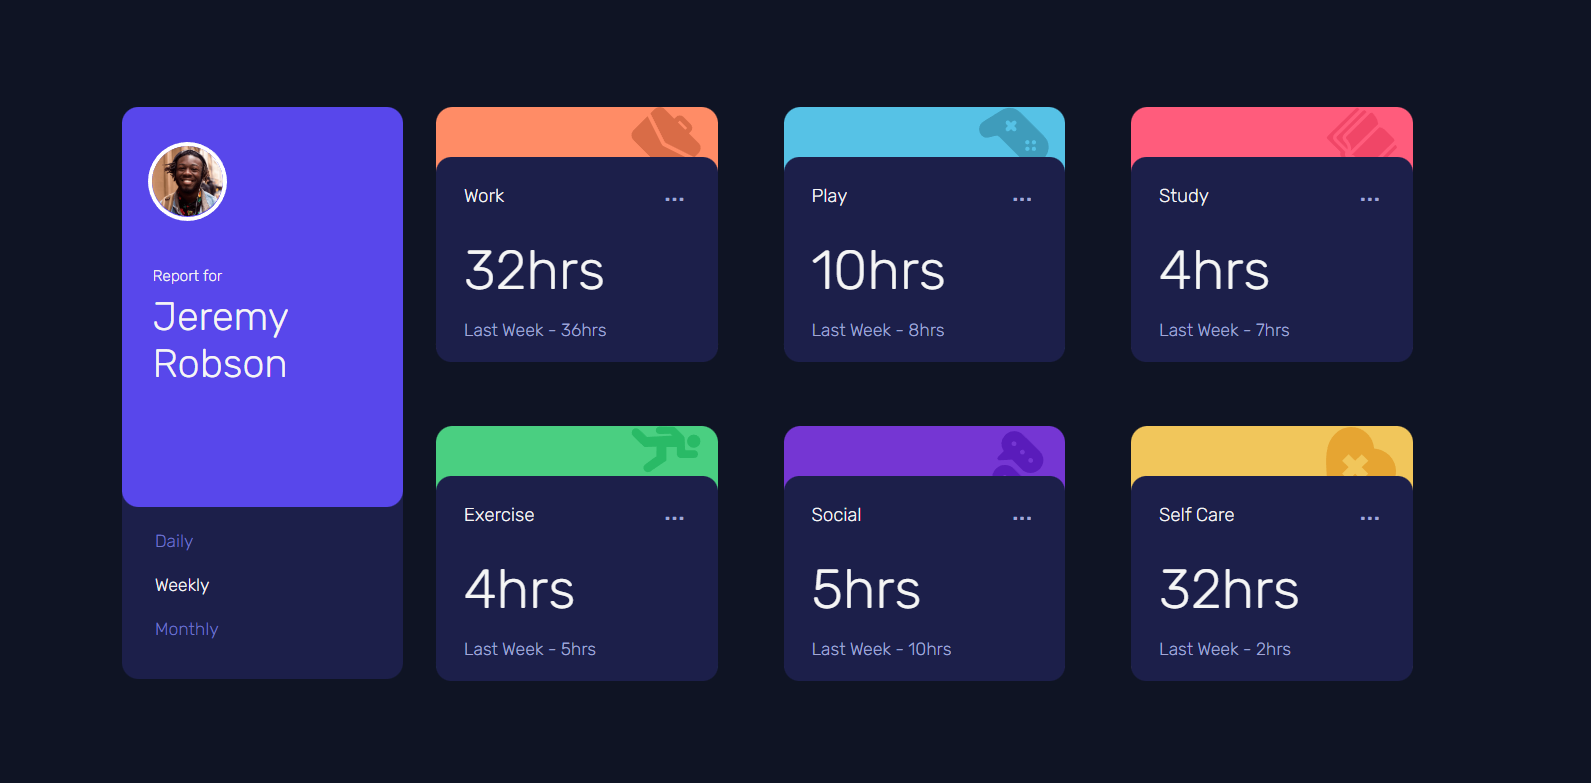 Report for
Jeremy
Robson
Daily
Weekly
Monthly
Work
32hrs
Last Week - 36hrs
Play
10hrs
Last Week - 8hrs
Study
4hrs
Last Week - 7hrs
Exercise
4hrs
Last Week - 5hrs
Social
5hrs
Last Week - 10hrs
Self Care
32hrs
Last Week - 2hrs